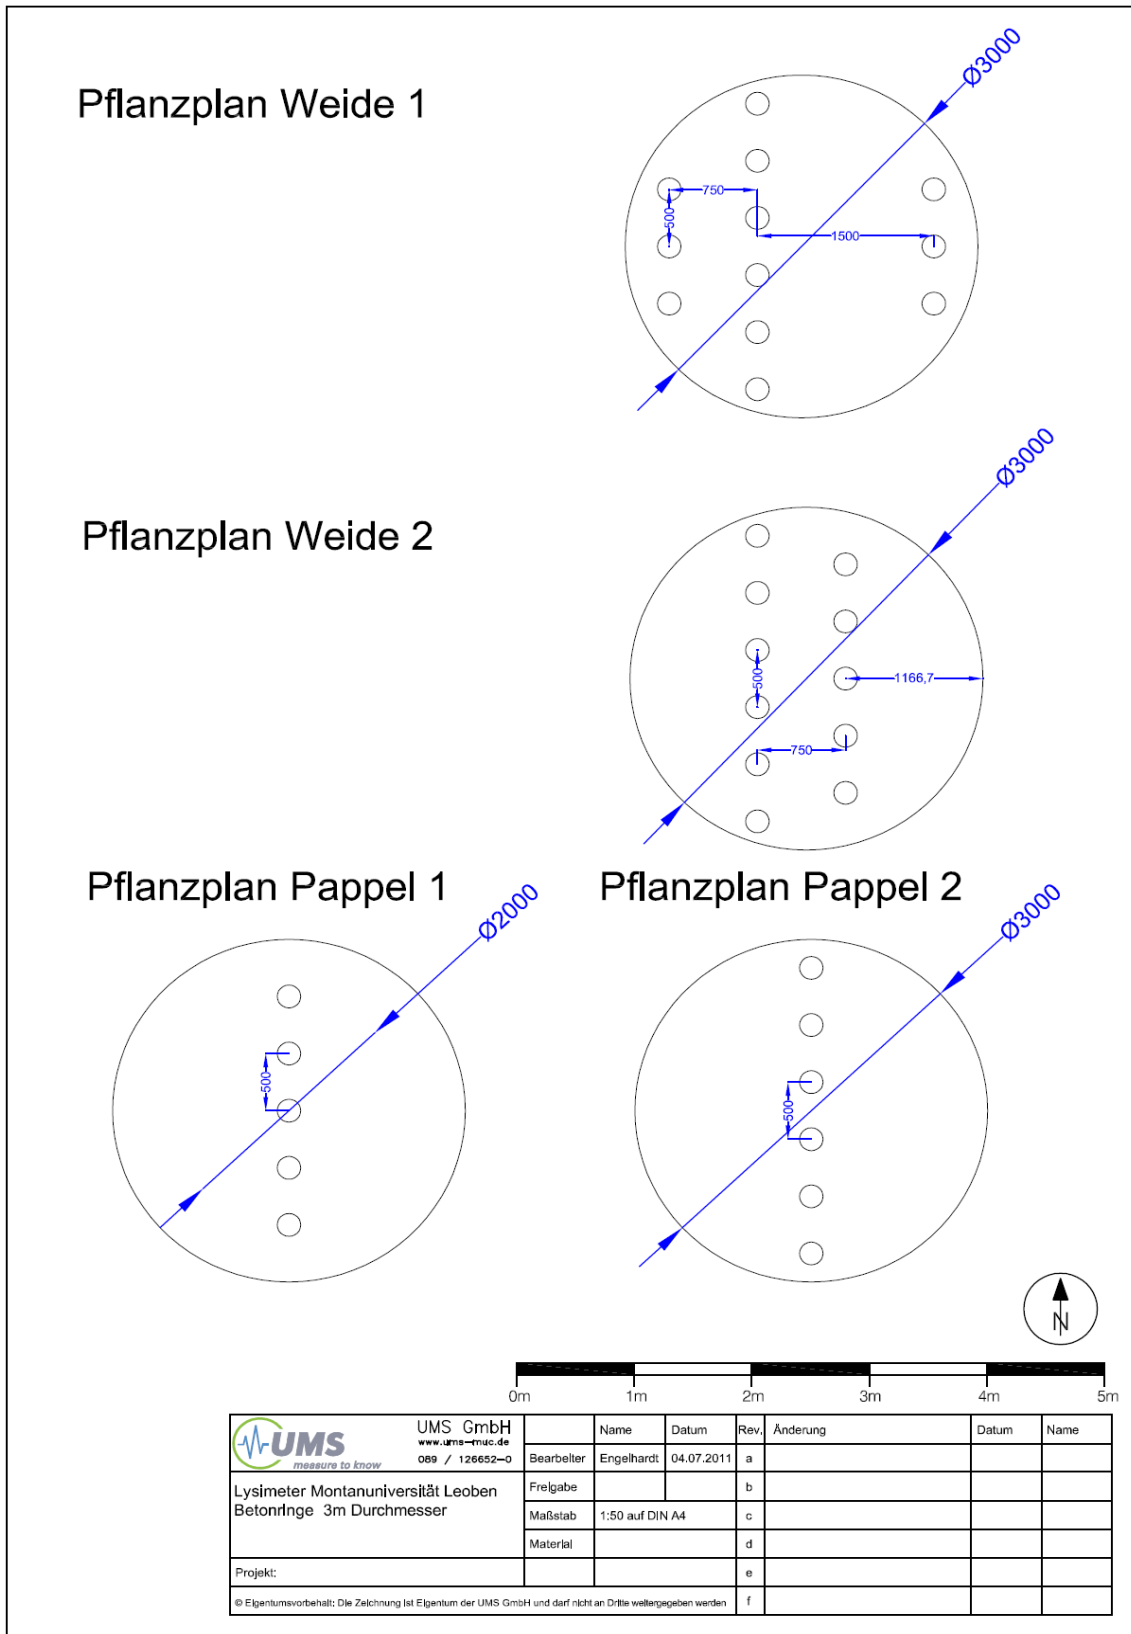 Pflanzplan Weide 1
Ø3000
750
500
1500
Pflanzplan Weide 2
Ø3000
500
1166,7
750
Pflanzplan Pappel 1
Ø2000
500
Pflanzplan Pappel 2
Ø3000
500
N
0m 1m 2m 3m 4m 5m
UMS
measure to know
UMS GmbH
www.ums-muc.de
089 / 126652-0
Name Datum Rev. Änderung Datum Name
Bearbeiter Engelhardt 04.07.2011 a
Lysimeter Montanuniversität Leoben
Betonringe 3m Durchmesser
Freigabe b
Maßstab 1:50 auf DIN A4 c
Material d
Projekt: e
© Eigentumsvorbehalt: Die Zeichnung ist Eigentum der UMS GmbH und darf nicht an Dritte weitergegeben werden f